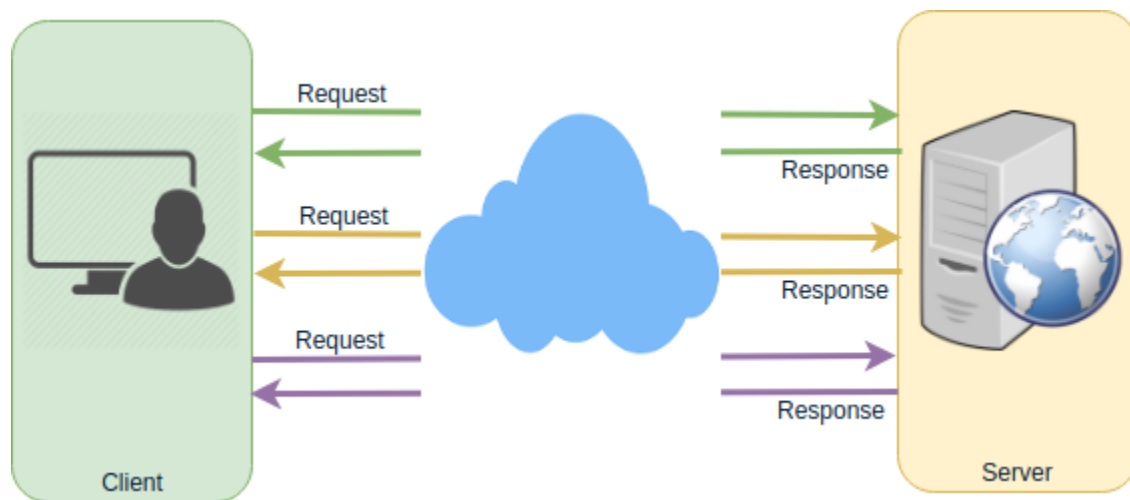 Request
Response
Request
Response
Request
Response
Client
Server